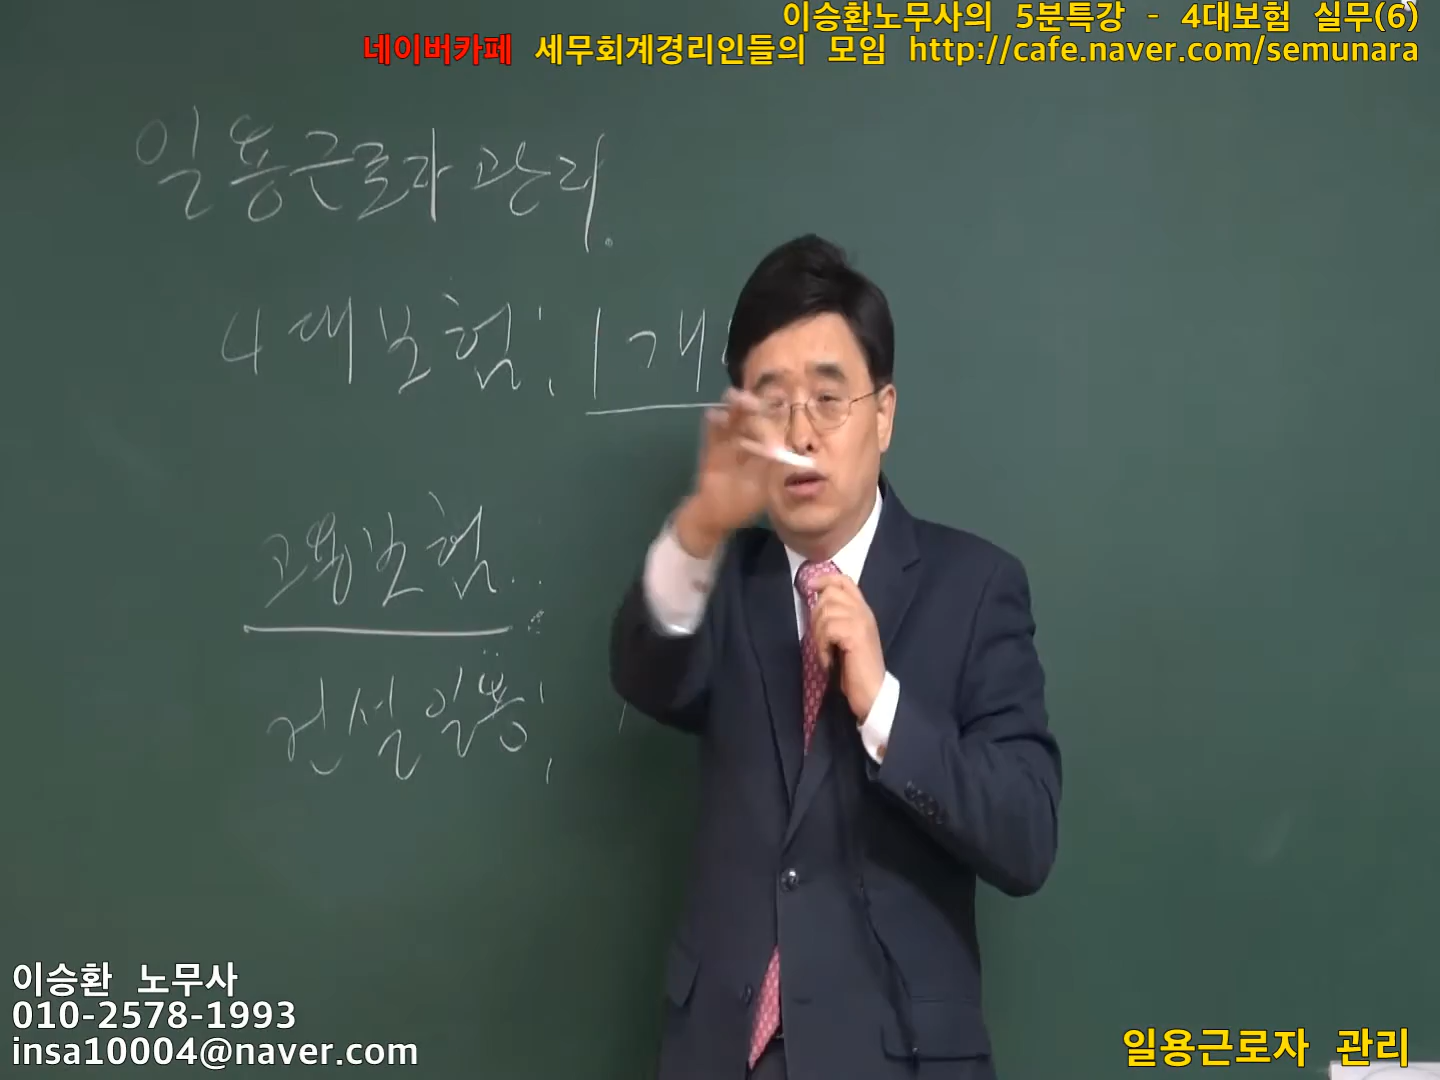 이승환노무사의 5분특강 - 4대보험 실무(6)
네이버카페 세무회계경리인들의 모임 http://cafe.naver.com/semunara
일용근로자 관리.
4대보험; 1개
고용보험..
건설일용;
이승환 노무사
010-2578-1993
insa10004@naver.com
일용근로자 관리